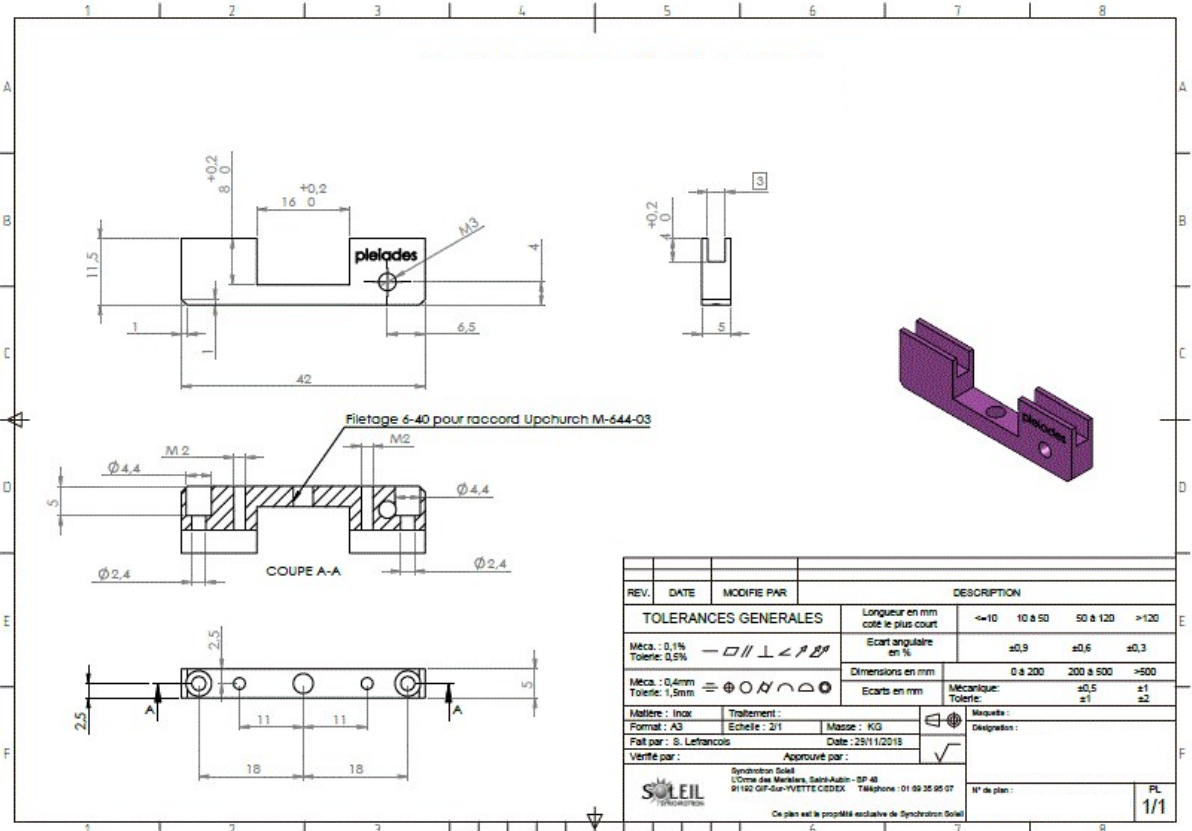 1 2 3 4 5 6 7 8
A A
B B
C C
D D
E E
F F
+0,2
8 0
+0,2
16 0
M3
11,5
pleiades
4
1
1
6,5
42
3
+0,2
4 0
5
pleiades
Filetage 6-40 pour raccord Upchurch M-644-03
M2
M 2
Ø4,4
Ø4,4
5
Ø2,4
Ø2,4
COUPE A-A
2,5
2,5
A A
5
11 11
18 18
REV. DATE MODIFIE PAR DESCRIPTION
TOLERANCES GENERALES
Longueur en mm
coté le plus court
<=10 10 à 50 50 à 120 >120
Méca. : 0,1%
Tolerie: 0,5%
Ecart angulaire
en %
±0,9 ±0,6 ±0,3
Dimensions en mm 0 à 200 200 à 500 >500
Méca. : 0,4mm
Tolerie: 1,5mm
Ecarts en mm
Mécanique: ±0,5 ±1
Tolerie: ±1 ±2
Matière : Inox Traitement :
Format : A3 Echelle : 2/1 Masse : KG
Fait par : S. Lefrancois Date : 29/11/2018
Vérifié par : Approuvé par :
Maquette :
Désignation :
SOLEIL
SYNCHROTRON
Synchrotron Soleil
L'Orme des Merisiers, Saint-Aubin - BP 48
91192 GIF-Sur-YVETTE CEDEX Téléphone : 01 69 35 95 07
Ce plan est la propriété exclusive de Synchrotron Soleil
N° de plan :
PL
1/1
1 2 3 4 6 7 8